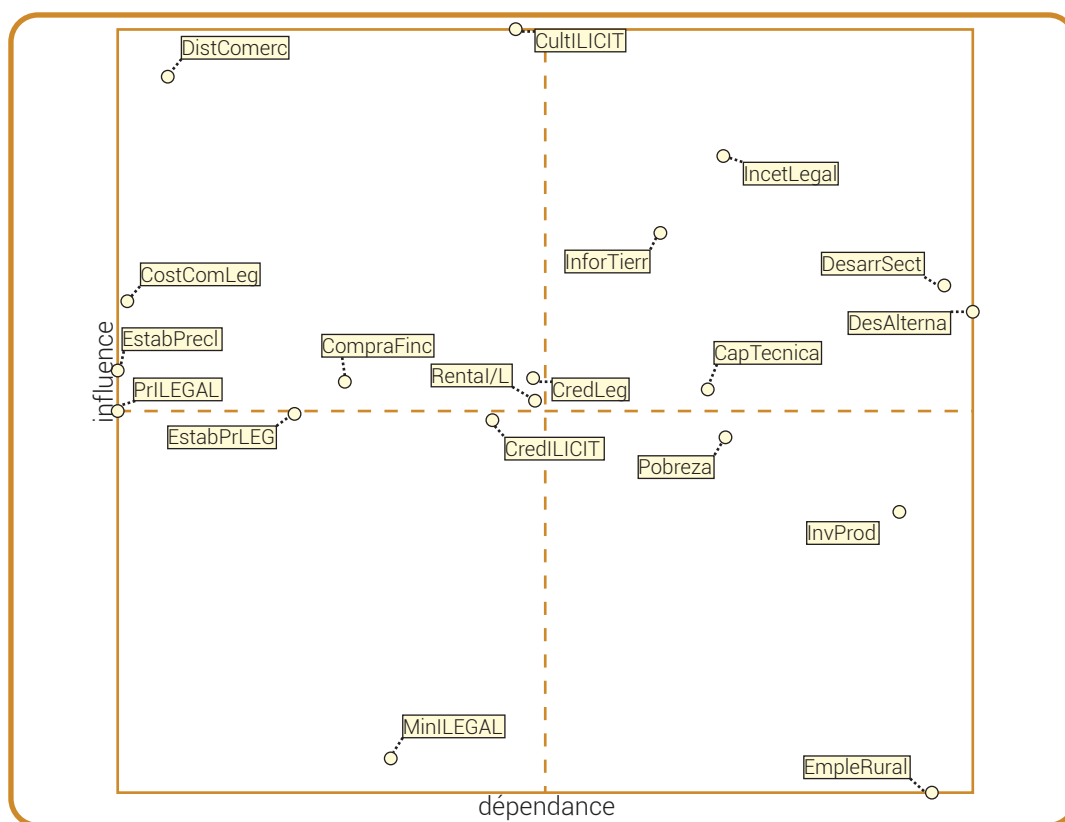 DistComerc
CultILICIT
IncetLegal
InforTierr
DesarrSect
CostComLeg
DesAlterna
EstabPrecI
CompraFinc
CapTecnica
RentaI/L
PrILEGAL
CredLeg
influence
EstabPrLEG
CredILICIT
Pobreza
InvProd
MinILEGAL
EmpleRural
dépendance